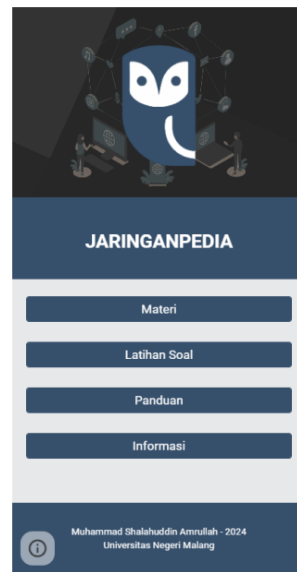 JARINGANPEDIA
Materi
Latihan Soal
Panduan
Informasi
Muhammad Shalahuddin Amrullah - 2024
Universitas Negeri Malang